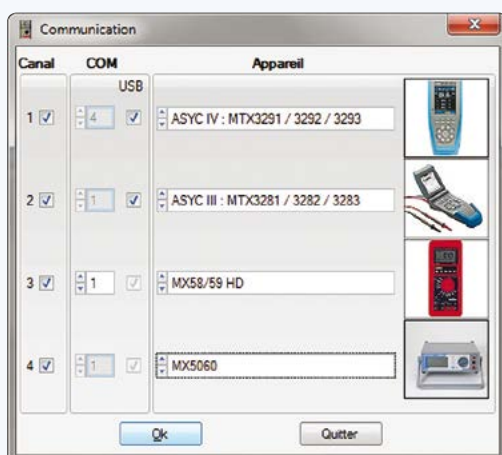 Communication
Canal COM Appareil
USB
1 4 ASYC IV : MTX3291 / 3292 / 3293
2 1 ASYC III : MTX3281 / 3282 / 3283
3 1 MX58/59 HD
4 1 MX5060
Ok Quitter